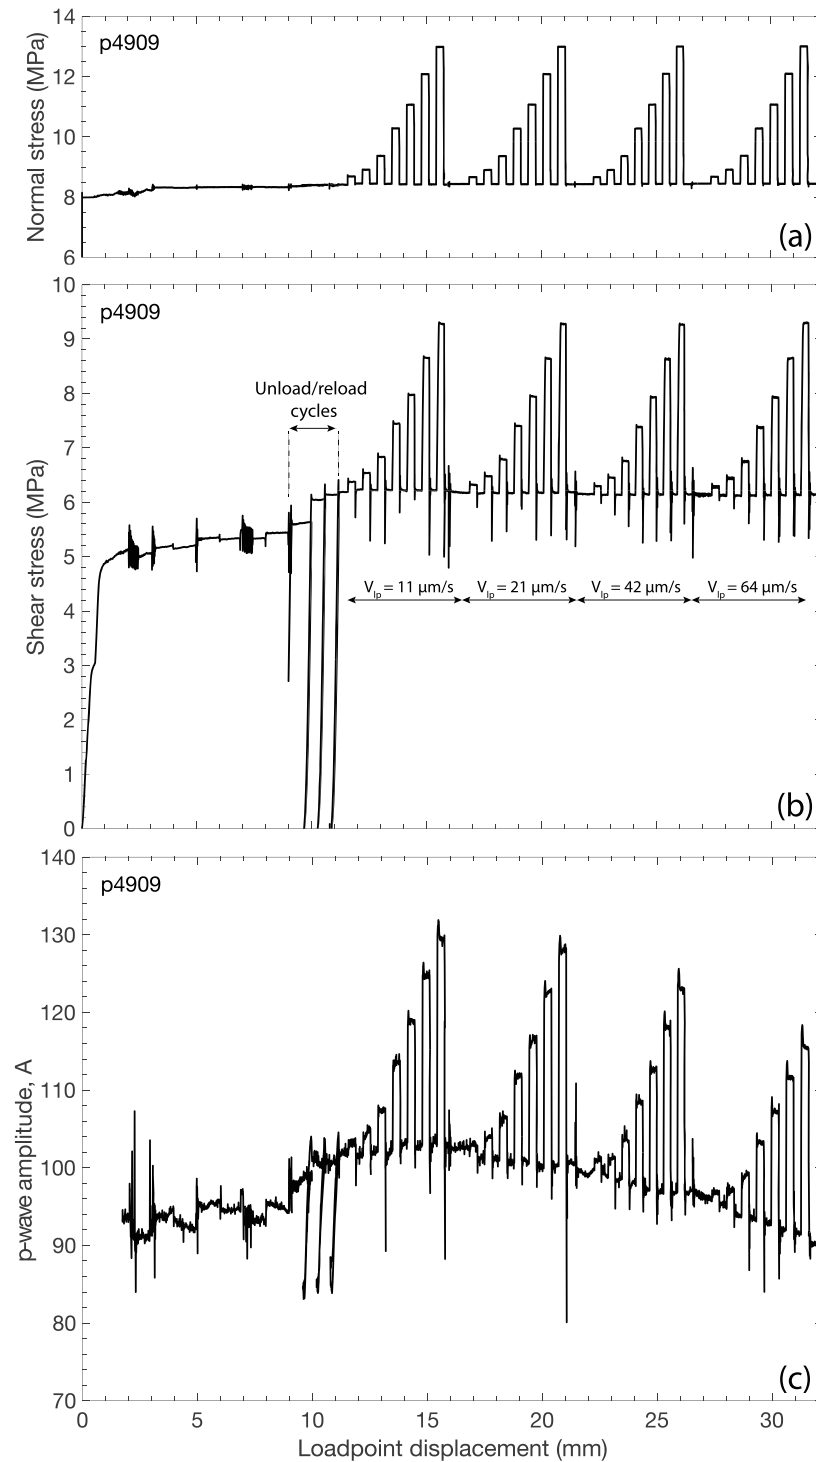 14
12
10
8
6
Normal stress (MPa)
p4909
(a)
10
9
8
7
6
5
4
3
2
1
0
Shear stress (MPa)
p4909
Unload/reload
cycles
V_lp = 11 μm/s
V_lp = 21 μm/s
V_lp = 42 μm/s
V_lp = 64 μm/s
(b)
140
130
120
110
100
90
80
70
p-wave amplitude, A
p4909
(c)
0 5 10 15 20 25 30
Loadpoint displacement (mm)